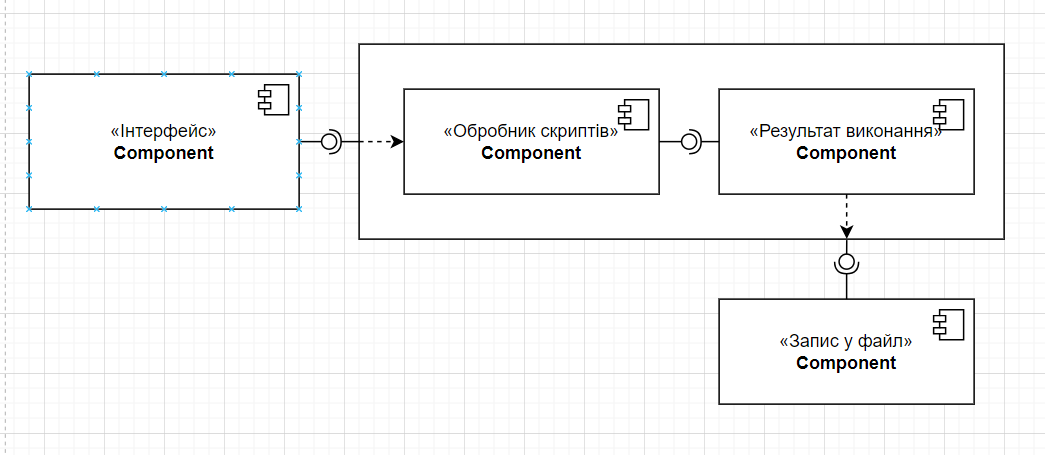 «Інтерфейс»
Component
«Обробник скриптів»
Component
«Результат виконання»
Component
«Запис у файл»
Component